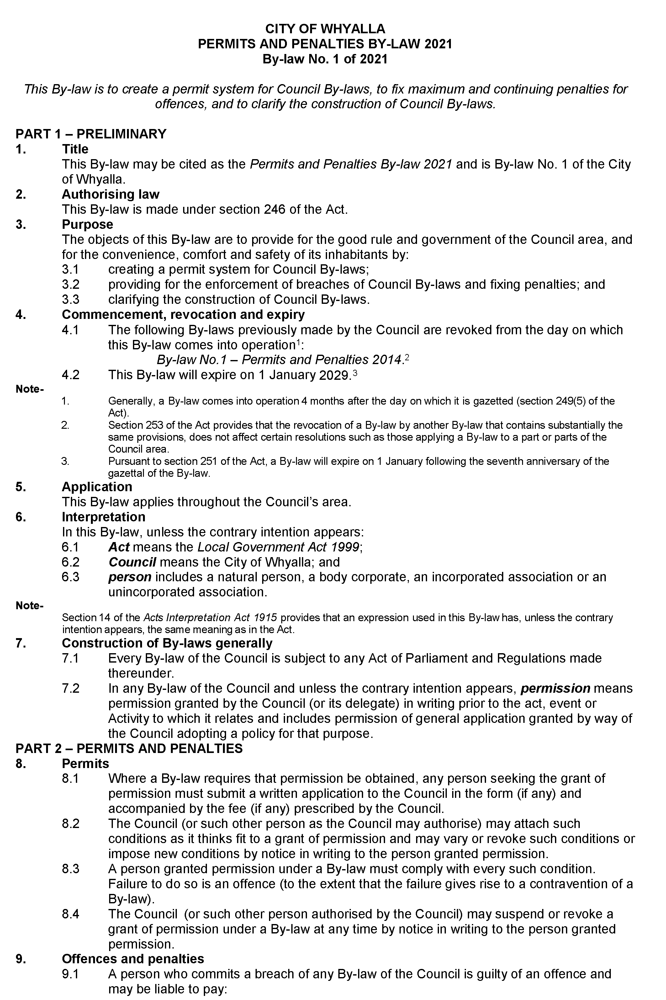 CITY OF WHYALLA
PERMITS AND PENALTIES BY-LAW 2021
By-law No. 1 of 2021
This By-law is to create a permit system for Council By-laws, to fix maximum and continuing penalties for
offences, and to clarify the construction of Council By-laws.
PART 1 – PRELIMINARY
1. Title
This By-law may be cited as the Permits and Penalties By-law 2021 and is By-law No. 1 of the City
of Whyalla.
2. Authorising law
This By-law is made under section 246 of the Act.
3. Purpose
The objects of this By-law are to provide for the good rule and government of the Council area, and
for the convenience, comfort and safety of its inhabitants by:
3.1 creating a permit system for Council By-laws;
3.2 providing for the enforcement of breaches of Council By-laws and fixing penalties; and
3.3 clarifying the construction of Council By-laws.
4. Commencement, revocation and expiry
4.1 The following By-laws previously made by the Council are revoked from the day on which
this By-law comes into operation¹:
By-law No.1 – Permits and Penalties 2014.²
4.2 This By-law will expire on 1 January 2029.³
Note-
1. Generally, a By-law comes into operation 4 months after the day on which it is gazetted (section 249(5) of the
Act).
2. Section 253 of the Act provides that the revocation of a By-law by another By-law that contains substantially the
same provisions, does not affect certain resolutions such as those applying a By-law to a part or parts of the
Council area.
3. Pursuant to section 251 of the Act, a By-law will expire on 1 January following the seventh anniversary of the
gazettal of the By-law.
5. Application
This By-law applies throughout the Council’s area.
6. Interpretation
In this By-law, unless the contrary intention appears:
6.1 Act means the Local Government Act 1999;
6.2 Council means the City of Whyalla; and
6.3 person includes a natural person, a body corporate, an incorporated association or an
unincorporated association.
Note-
Section 14 of the Acts Interpretation Act 1915 provides that an expression used in this By-law has, unless the contrary
intention appears, the same meaning as in the Act.
7. Construction of By-laws generally
7.1 Every By-law of the Council is subject to any Act of Parliament and Regulations made
thereunder.
7.2 In any By-law of the Council and unless the contrary intention appears, permission means
permission granted by the Council (or its delegate) in writing prior to the act, event or
Activity to which it relates and includes permission of general application granted by way of
the Council adopting a policy for that purpose.
PART 2 – PERMITS AND PENALTIES
8. Permits
8.1 Where a By-law requires that permission be obtained, any person seeking the grant of
permission must submit a written application to the Council in the form (if any) and
accompanied by the fee (if any) prescribed by the Council.
8.2 The Council (or such other person as the Council may authorise) may attach such
conditions as it thinks fit to a grant of permission and may vary or revoke such conditions or
impose new conditions by notice in writing to the person granted permission.
8.3 A person granted permission under a By-law must comply with every such condition.
Failure to do so is an offence (to the extent that the failure gives rise to a contravention of a
By-law).
8.4 The Council (or such other person authorised by the Council) may suspend or revoke a
grant of permission under a By-law at any time by notice in writing to the person granted
permission.
9. Offences and penalties
9.1 A person who commits a breach of any By-law of the Council is guilty of an offence and
may be liable to pay: